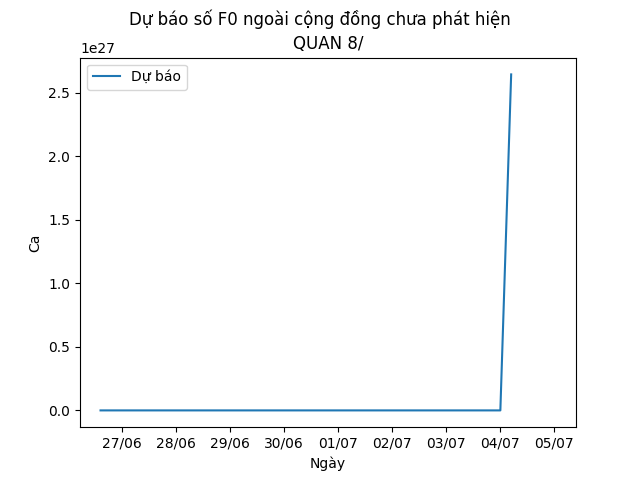 Dự báo số F0 ngoài cộng đồng chưa phát hiện
QUAN 8/
1e27
Dự báo
2.5
2.0
1.5
1.0
0.5
0.0
Ca
27/06 28/06 29/06 30/06 01/07 02/07 03/07 04/07 05/07
Ngày